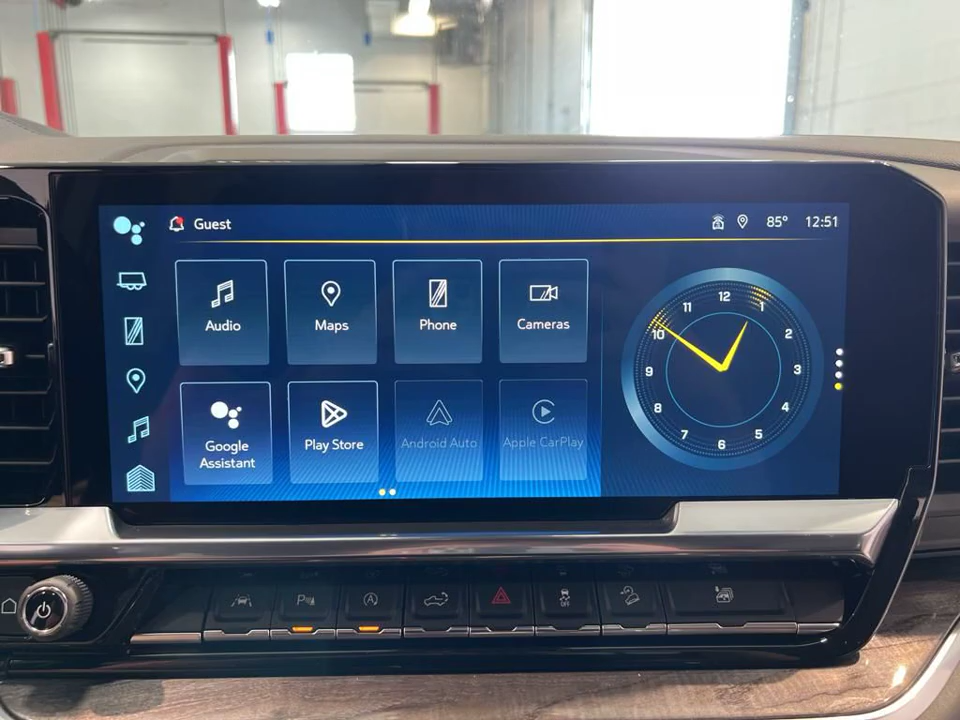 Guest
85° 12:51
Audio
Maps
Phone
Cameras
Google
Assistant
Play Store
Android Auto
Apple CarPlay
12
1
2
3
4
5
6
7
8
9
10
11
P
A
OFF